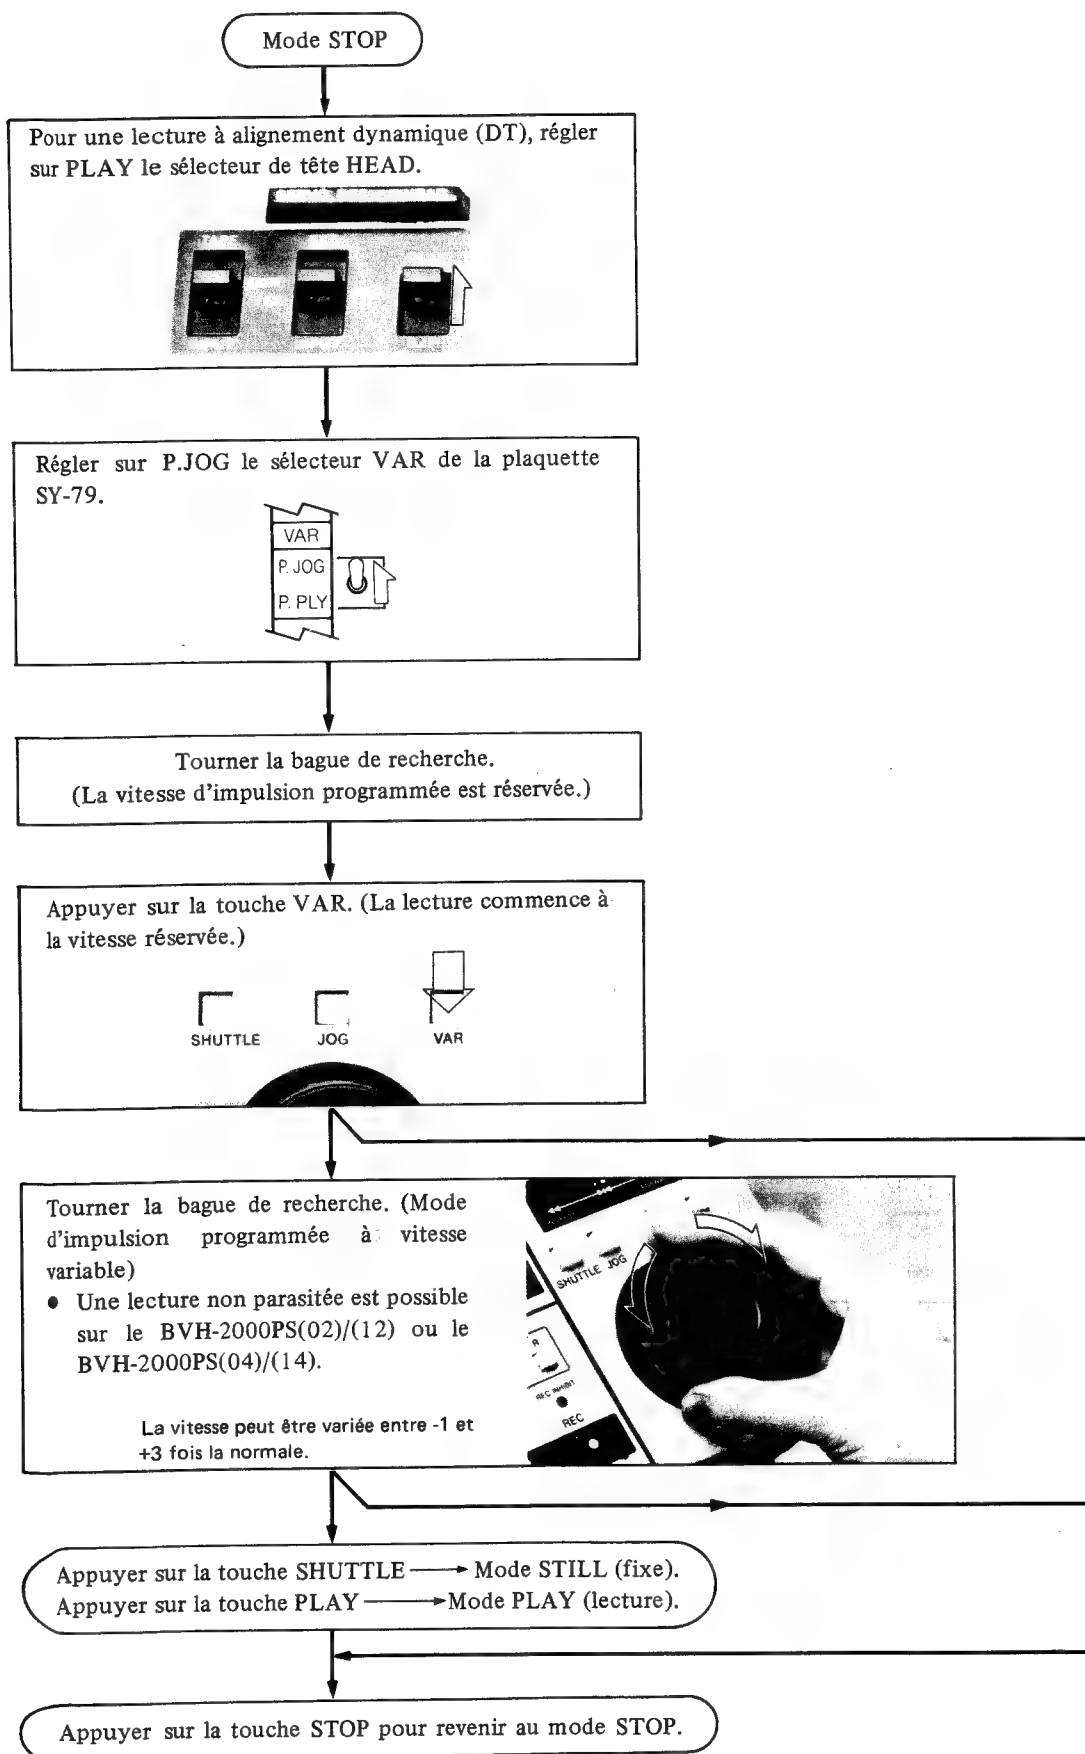 Mode STOP
Pour une lecture à alignement dynamique (DT), régler
sur PLAY le sélecteur de tête HEAD.
Régler sur P.JOG le sélecteur VAR de la plaquette
SY-79.
VAR
P. JOG
P. PLY
Tourner la bague de recherche.
(La vitesse d'impulsion programmée est réservée.)
Appuyer sur la touche VAR. (La lecture commence à
la vitesse réservée.)
SHUTTLE JOG VAR
Tourner la bague de recherche. (Mode
d'impulsion programmée à vitesse
variable)
● Une lecture non parasitée est possible
sur le BVH-2000PS(02)/(12) ou le
BVH-2000PS(04)/(14).
La vitesse peut être variée entre -1 et
+3 fois la normale.
SHUTTLE JOG
R
REC INHIBIT
REC
Appuyer sur la touche SHUTTLE → Mode STILL (fixe).
Appuyer sur la touche PLAY → Mode PLAY (lecture).
Appuyer sur la touche STOP pour revenir au mode STOP.